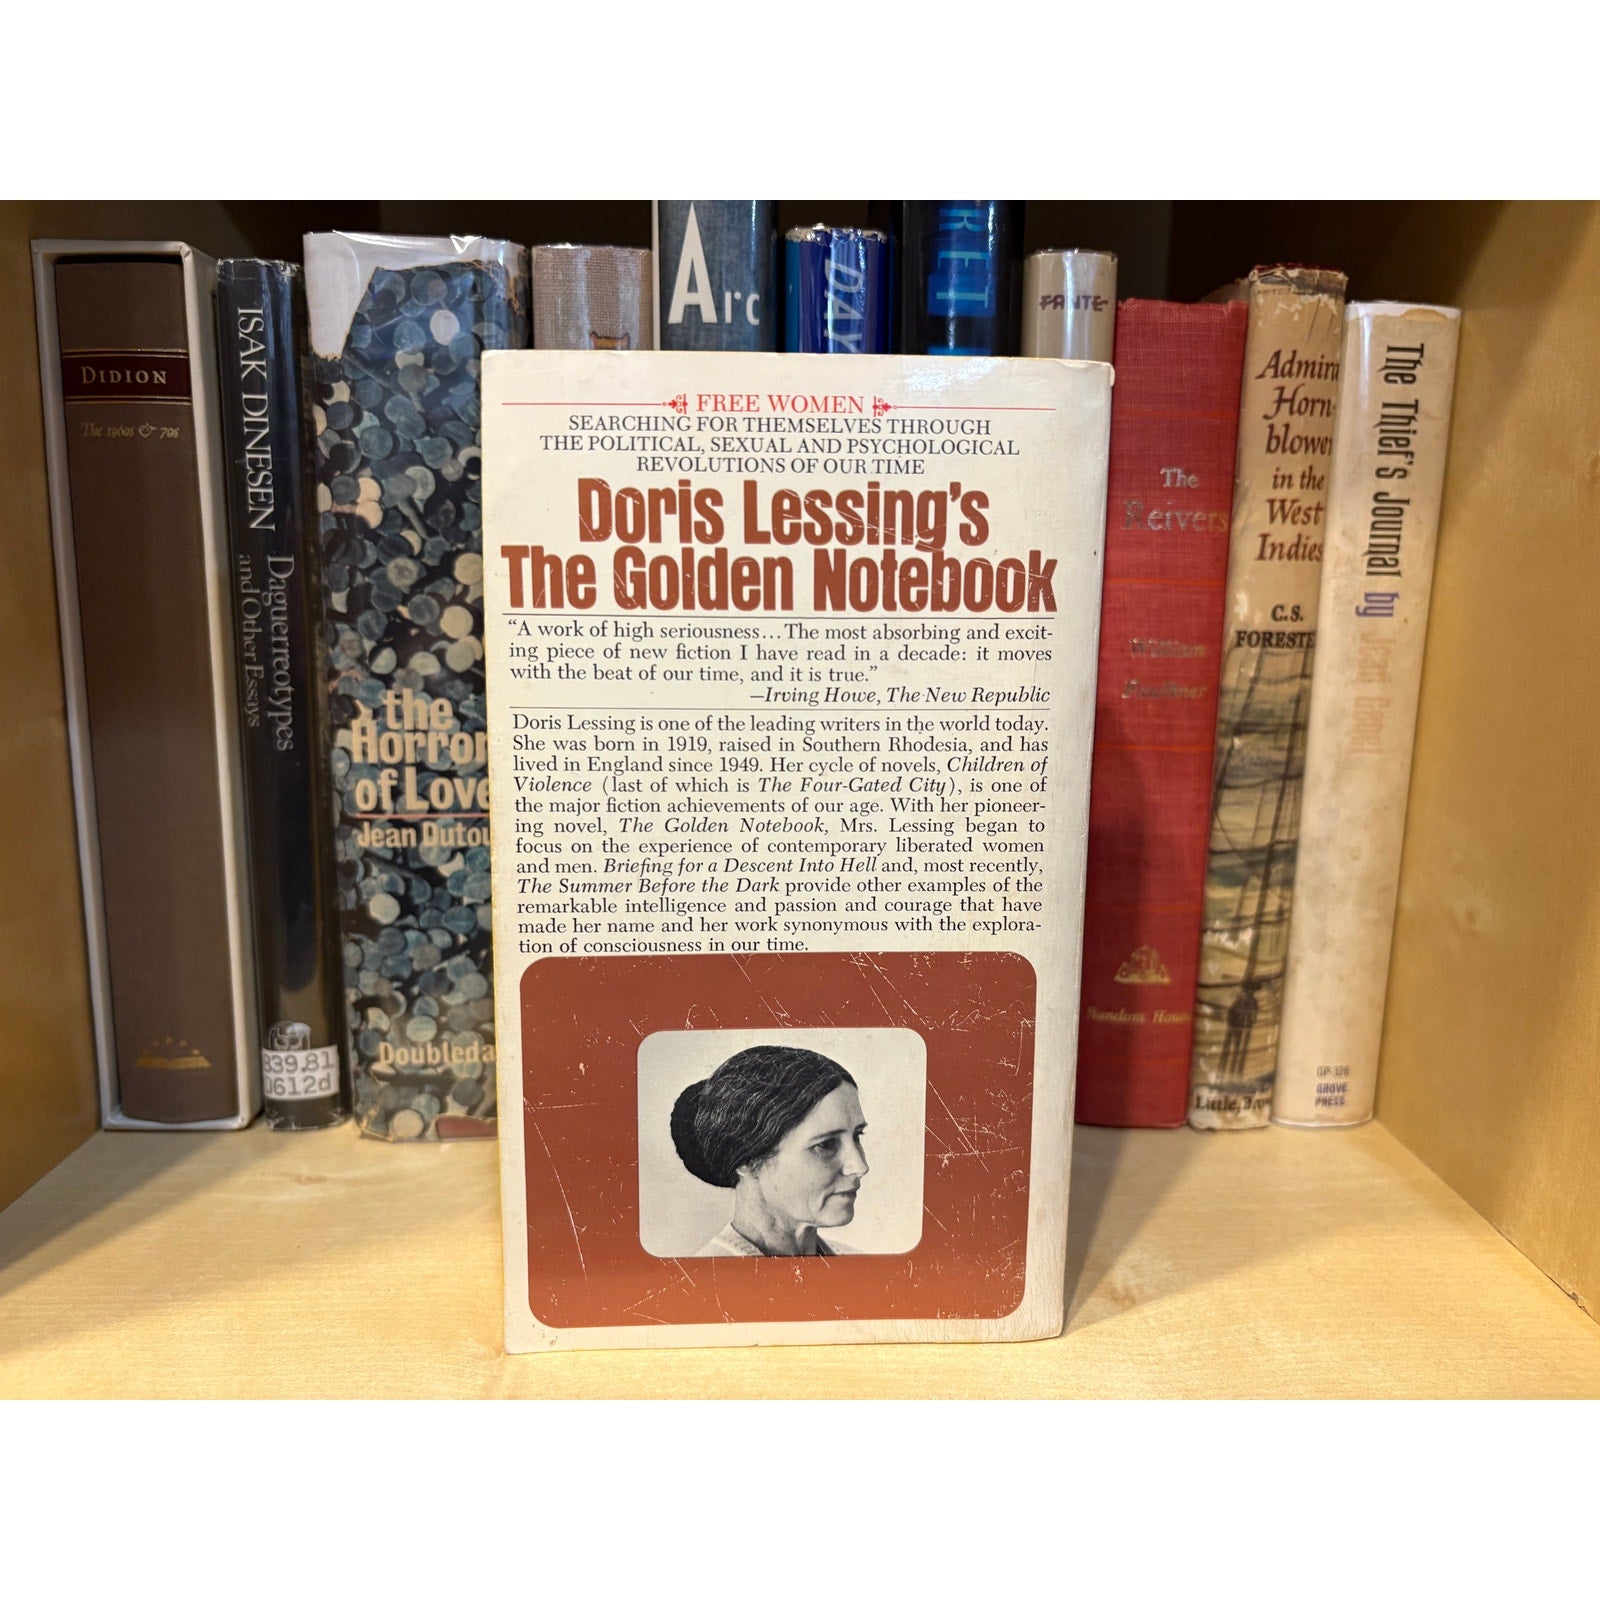 DIDION
The 1960s & 70s
ISAK DINESEN
Daguerreotypes
and Other Essays
839.81
D612d
the
Horror
of Love
Jean Dutou
Doubleda
Arc
DAY
RET
FANTE
FREE WOMEN
SEARCHING FOR THEMSELVES THROUGH
THE POLITICAL, SEXUAL AND PSYCHOLOGICAL
REVOLUTIONS OF OUR TIME
Doris Lessing's
The Golden Notebook
“A work of high seriousness...The most absorbing and excit-
ing piece of new fiction I have read in a decade: it moves
with the beat of our time, and it is true.”
—Irving Howe, The New Republic
Doris Lessing is one of the leading writers in the world today.
She was born in 1919, raised in Southern Rhodesia, and has
lived in England since 1949. Her cycle of novels, Children of
Violence (last of which is The Four-Gated City), is one of
the major fiction achievements of our age. With her pioneer-
ing novel, The Golden Notebook, Mrs. Lessing began to
focus on the experience of contemporary liberated women
and men. Briefing for a Descent Into Hell and, most recently,
The Summer Before the Dark provide other examples of the
remarkable intelligence and passion and courage that have
made her name and her work synonymous with the explora-
tion of consciousness in our time.
The
Reivers
William
Faulkner
Random House
Admira
Horn-
blower
in the
West
Indies
C.S.
FORESTE
Little, Brow
The Thief's Journal by Jean Genet
GP-126
GROVE
PRESS